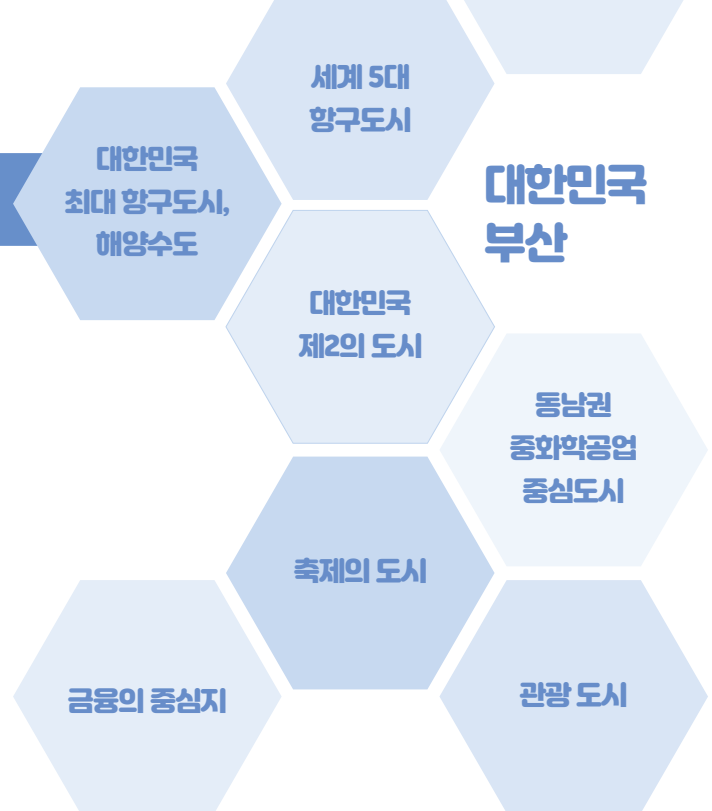 세계 5대
항구도시
대한민국
최대 항구도시,
해양수도
대한민국
부산
대한민국
제2의 도시
동남권
중화학공업
중심도시
축제의 도시
금융의 중심지
관광 도시